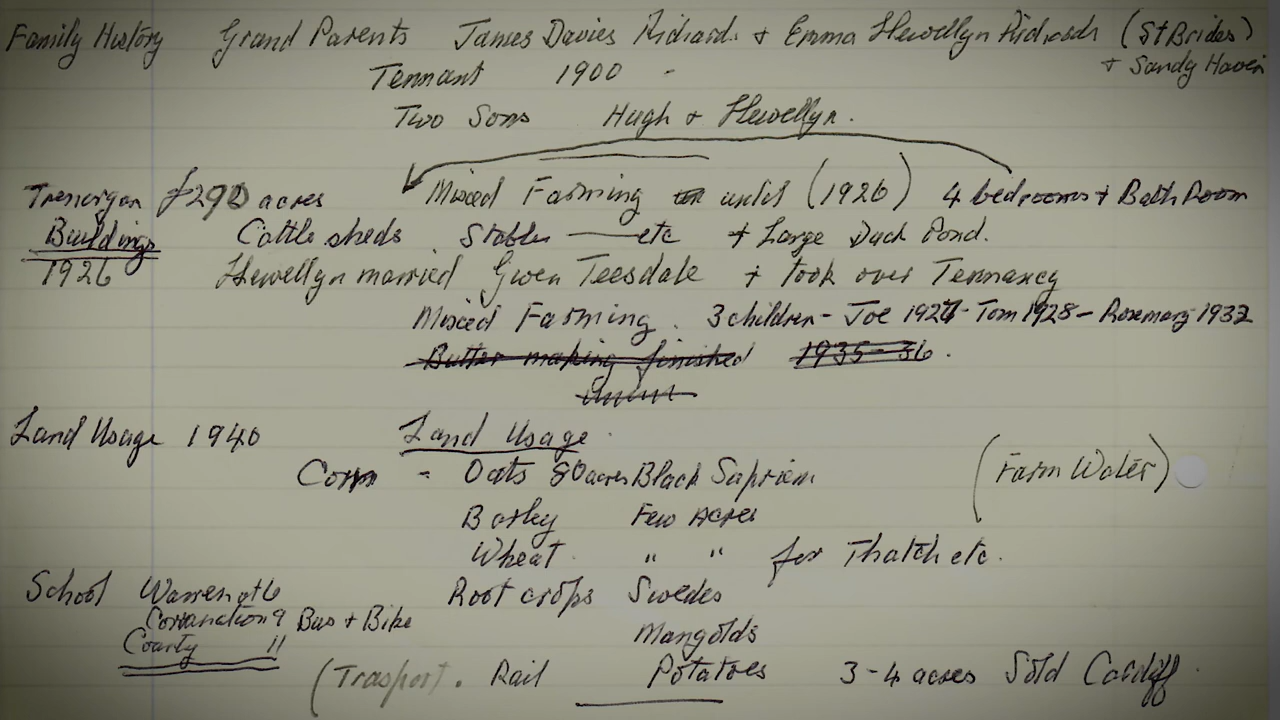 Family History Grand Parents James Davies Richards + Emma Llewellyn Richards (St Brides)
+ Sandy Haven
Tennant 1900 -
Two Sons Hugh + Llewellyn.
£290 acres Mixed Farming until (1926) 4 bedrooms + Bath Room
Buildings Cattle sheds Stables —— etc + Large Duck Pond.
1926 Llewellyn married Gwen Teesdale + took over Tennancy
Mixed Farming. 3 children - Joe 1927 - Tom 1928 - Rosemary 1932
Butter making finished 1935-36.
Land Usage 1940 Land Usage.
Corn - Oats 80 acres Black Supriem (Farm Water)
Barley Few Acres
Wheat " " for Thatch etc.
School Root crops Swedes
Corranation 9 Bus + Bike
County 11 Mangolds
(Trasport. Rail Potatoes 3-4 acres Sold Cardiff